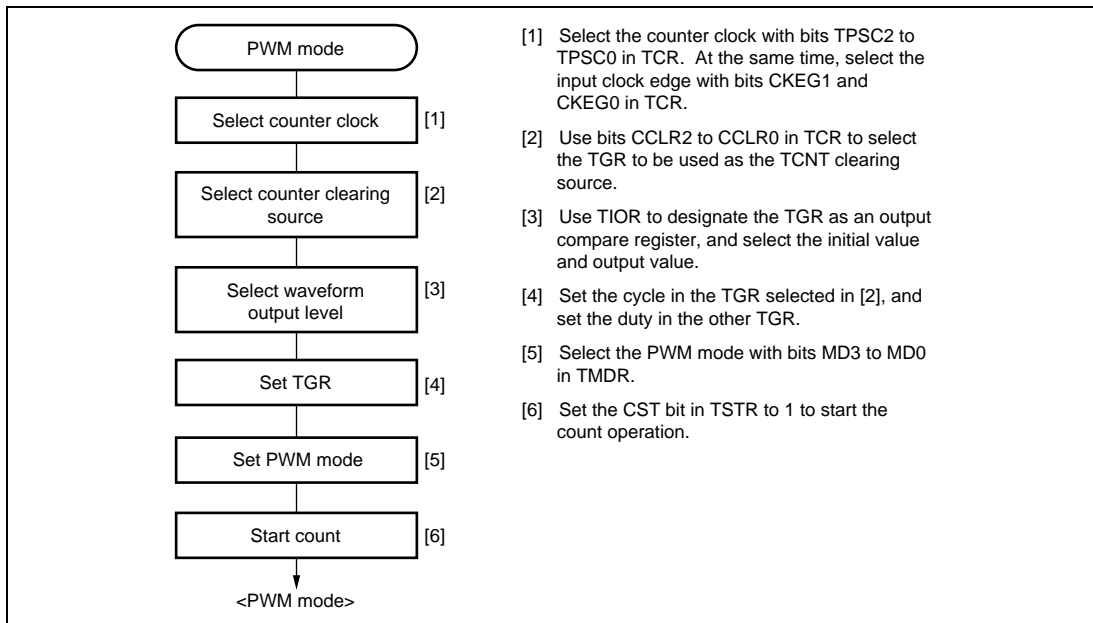 PWM mode
Select counter clock
[1]
Select counter clearing
source
[2]
Select waveform
output level
[3]
Set TGR
[4]
Set PWM mode
[5]
Start count
[6]
<PWM mode>
[1] Select the counter clock with bits TPSC2 to
TPSC0 in TCR. At the same time, select the
input clock edge with bits CKEG1 and
CKEG0 in TCR.
[2] Use bits CCLR2 to CCLR0 in TCR to select
the TGR to be used as the TCNT clearing
source.
[3] Use TIOR to designate the TGR as an output
compare register, and select the initial value
and output value.
[4] Set the cycle in the TGR selected in [2], and
set the duty in the other TGR.
[5] Select the PWM mode with bits MD3 to MD0
in TMDR.
[6] Set the CST bit in TSTR to 1 to start the
count operation.